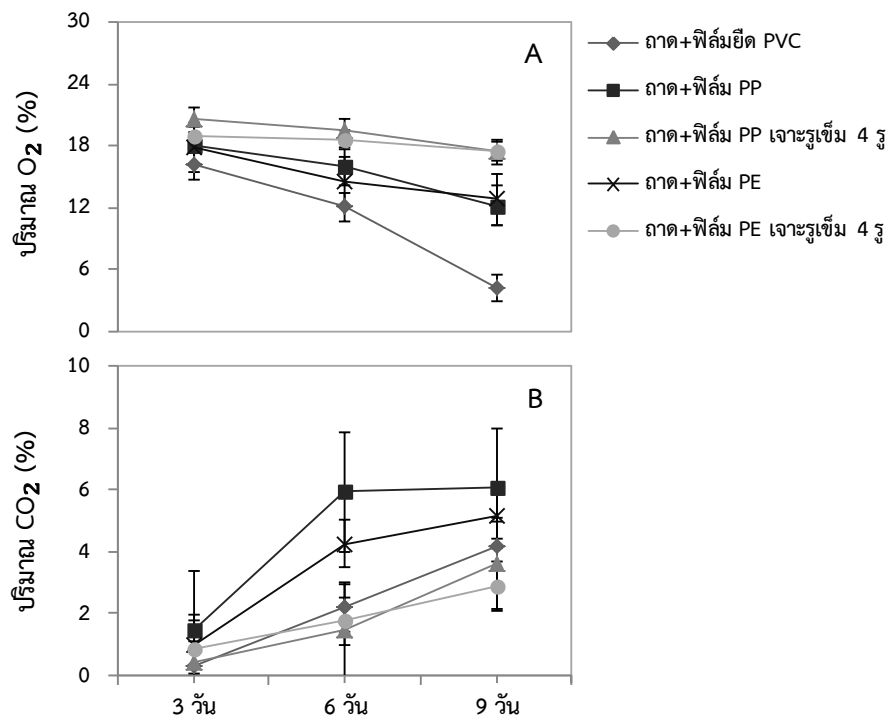 ปริมาณ O2 (%)
30
24
18
12
6
0
A
ถาด+ฟิล์มยืด PVC
ถาด+ฟิล์ม PP
ถาด+ฟิล์ม PP เจาะรูเข็ม 4 รู
ถาด+ฟิล์ม PE
ถาด+ฟิล์ม PE เจาะรูเข็ม 4 รู
ปริมาณ CO2 (%)
10
8
6
4
2
0
B
3 วัน 6 วัน 9 วัน